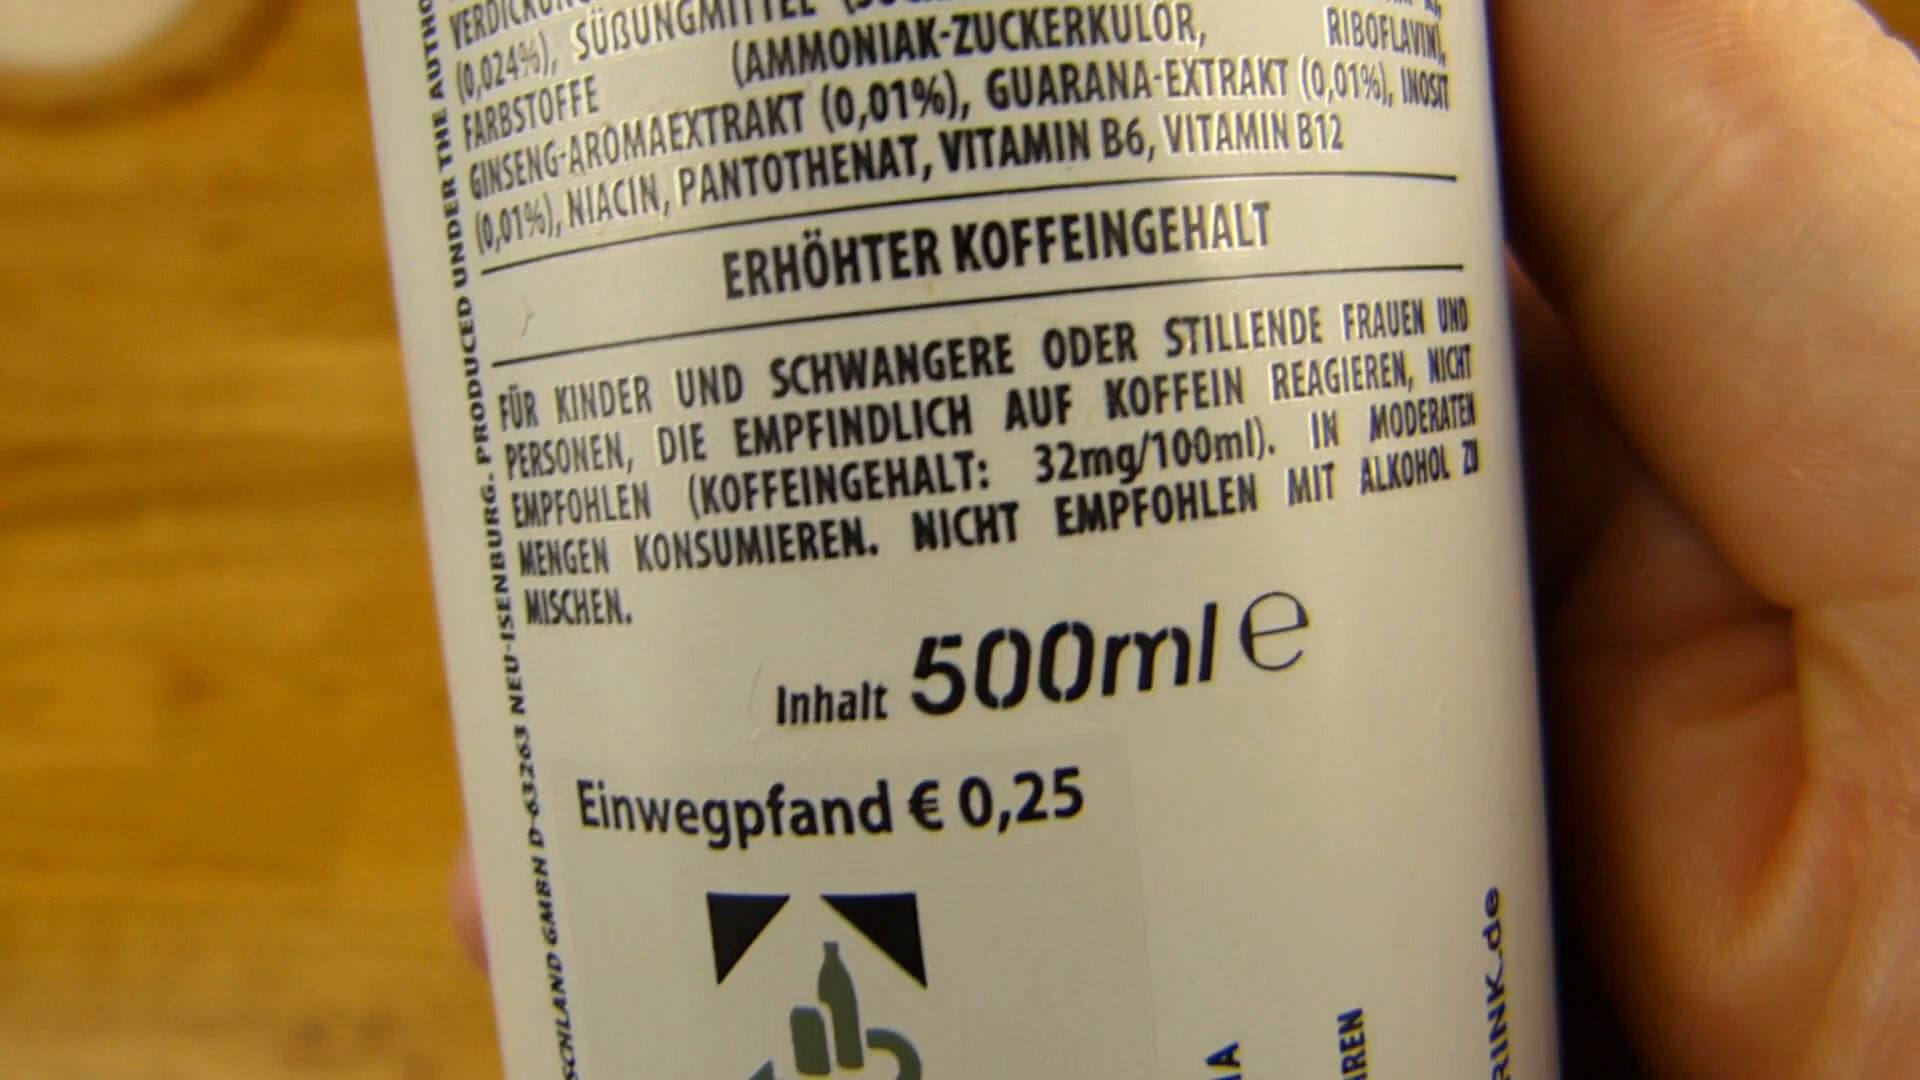 (0,024%), SÜßUNGMITTEL
FARBSTOFFE (AMMONIAK-ZUCKERKULÖR, RIBOFLAVIN),
GINSENG-AROMAEXTRAKT (0,01%), GUARANA-EXTRAKT (0,01%), INOSIT
(0,01%), NIACIN, PANTOTHENAT, VITAMIN B6, VITAMIN B12
ERHÖHTER KOFFEINGEHALT
FÜR KINDER UND SCHWANGERE ODER STILLENDE FRAUEN UND
PERSONEN, DIE EMPFINDLICH AUF KOFFEIN REAGIEREN, NICHT
EMPFOHLEN (KOFFEINGEHALT: 32mg/100ml). IN MODERATEN
MENGEN KONSUMIEREN. NICHT EMPFOHLEN MIT ALKOHOL ZU
MISCHEN.
Inhalt 500ml e
Einwegpfand € 0,25
GMBH D-63263 NEU-ISENBURG. PRODUCED UNDER THE